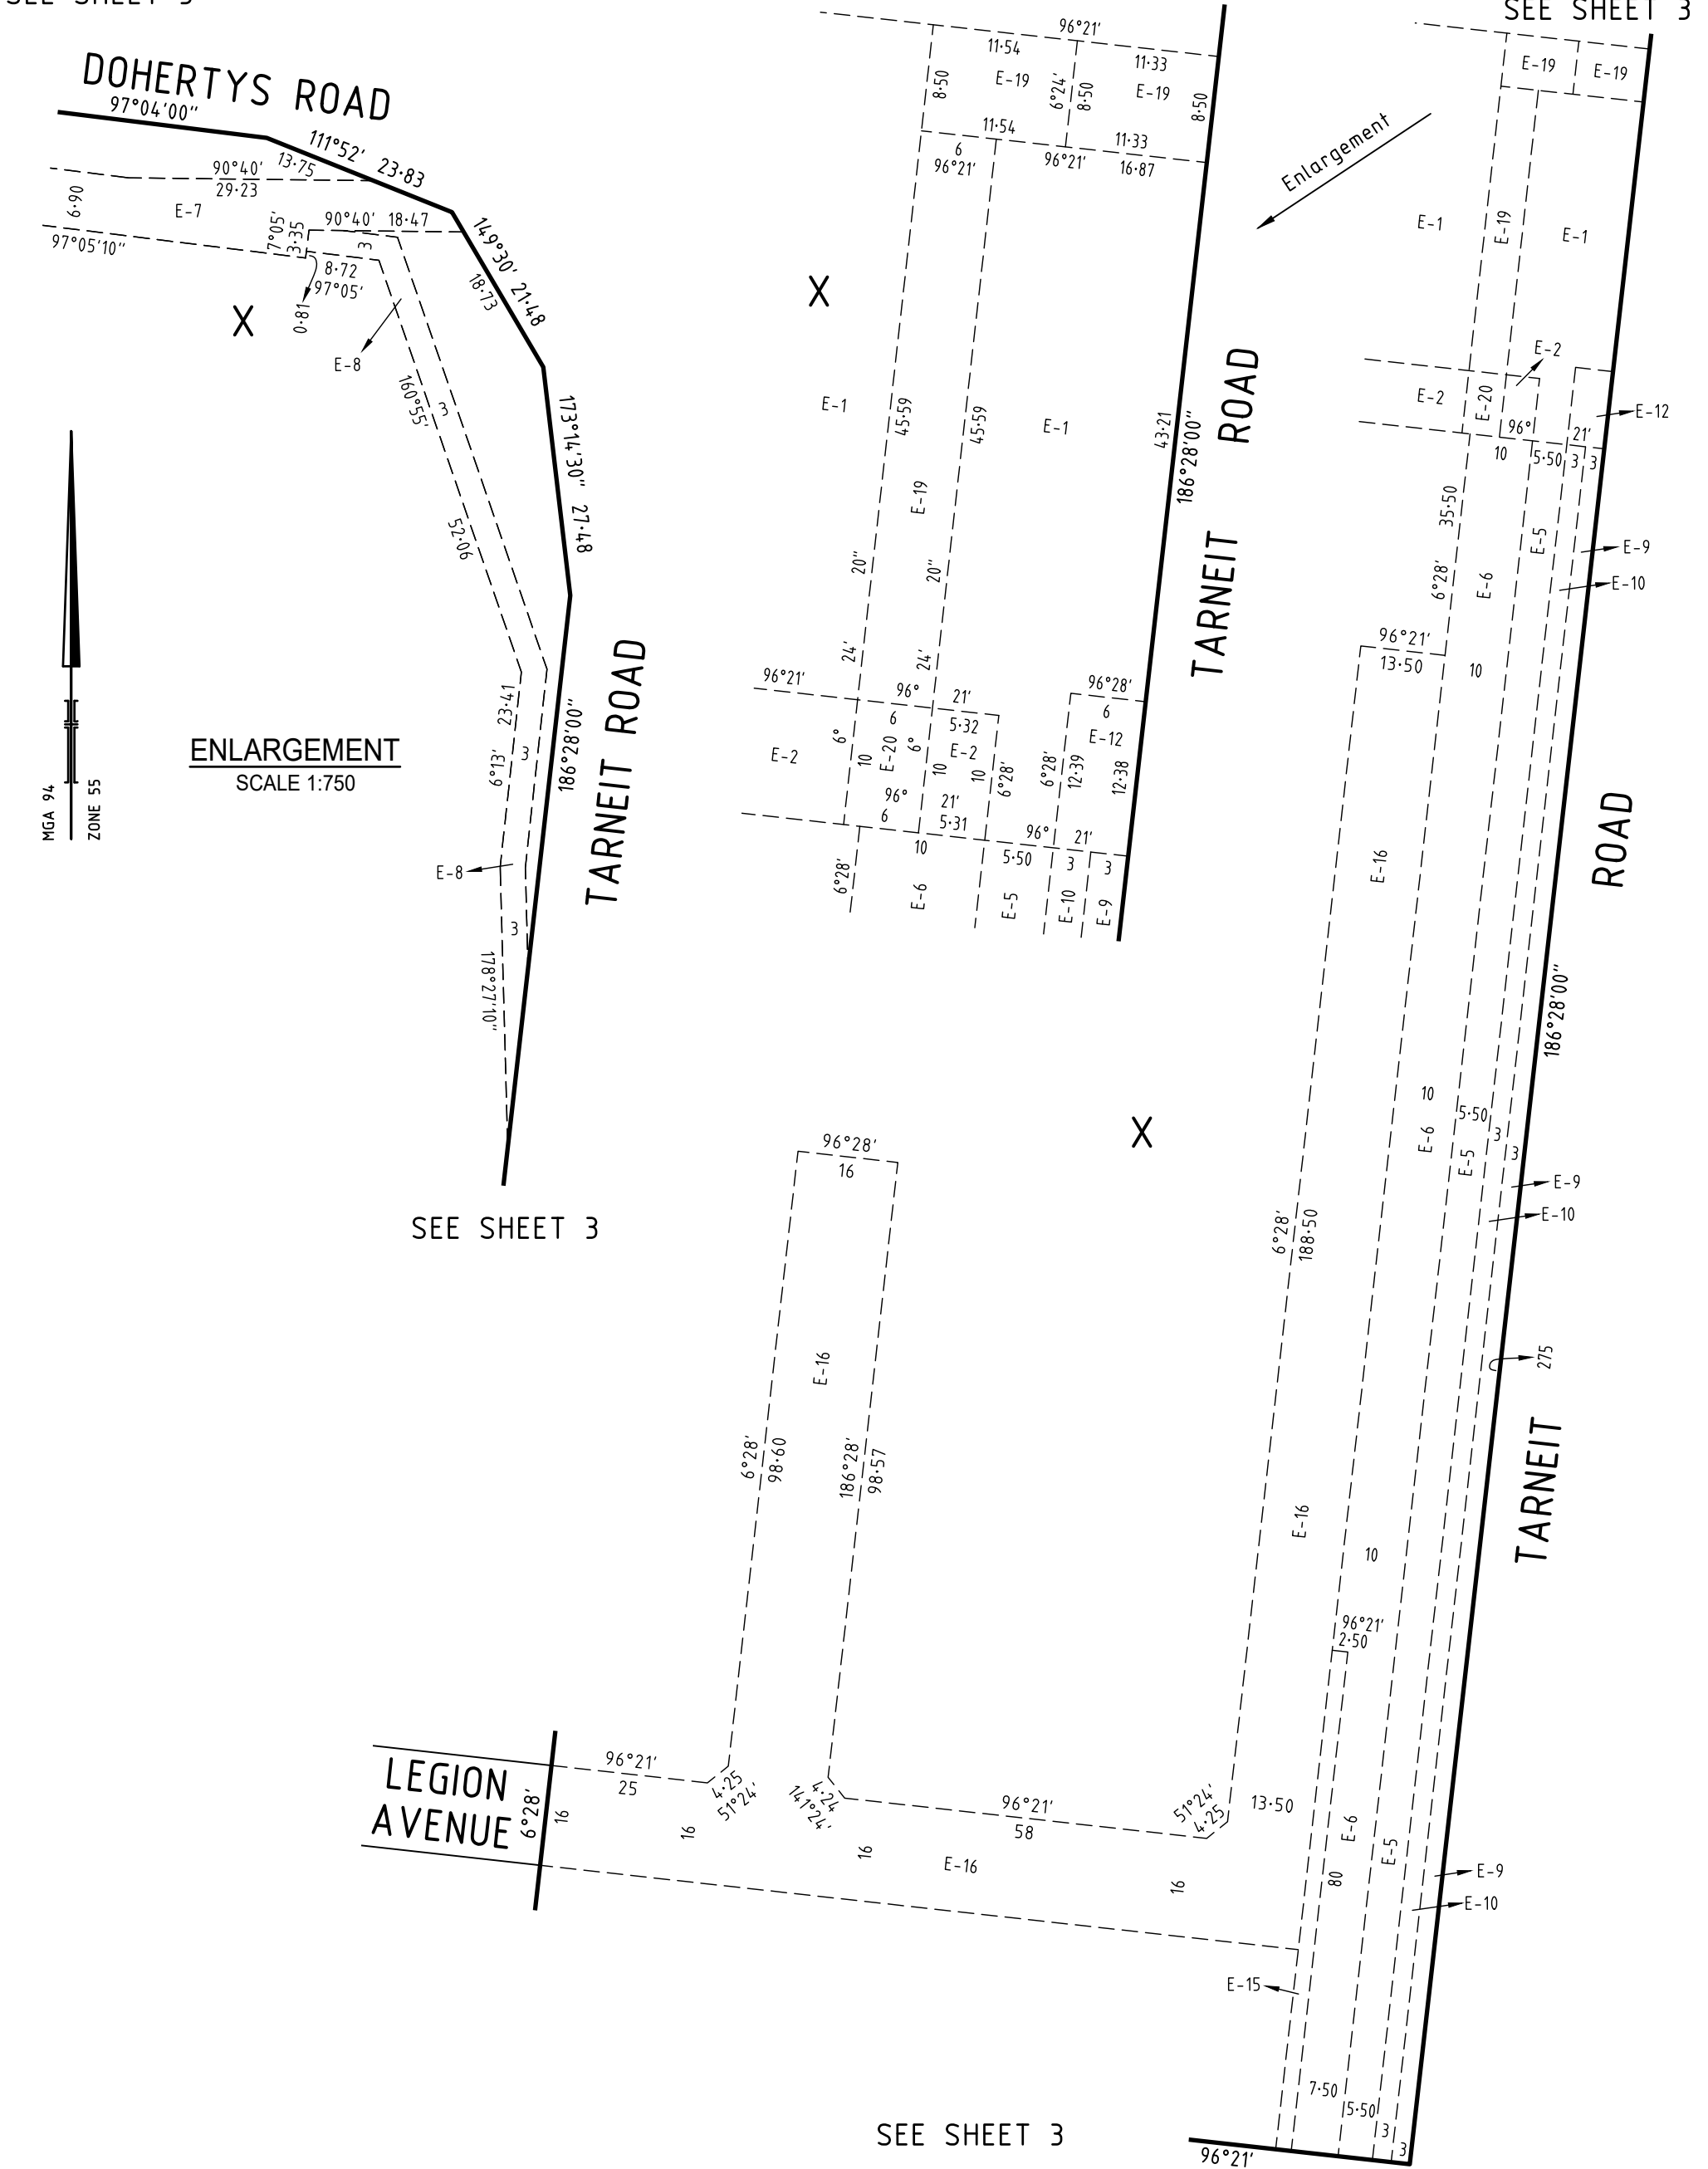 SEE SHEET 3
SEE SHEET 3
DOHERTYS ROAD
97°04'00"
111°52' 23·83
90°40' 13·75
29·23
6·90
E-7
97°05'10"
7°05'
3·35
90°40' 18·47
3
8·72
97°05'
0·81
X
E-8
149°30' 21·48
18·73
173°14'30" 27·48
160°55'
3
52·06
23·41
6°13'
3
186°28'00"
TARNEIT ROAD
E-8
3
178°27'10"
SEE SHEET 3
MGA 94
ZONE 55
ENLARGEMENT
SCALE 1:750
96°21'
11·54
11·33
8·50
E-19
6°24'
8·50
E-19
8·50
11·54
11·33
6
96°21'
96°21'
16·87
X
E-1
45·59
45·59
E-1
43·21
186°28'00"
TARNEIT ROAD
E-19
20"
20"
24'
24'
96°21'
96°
21'
96°28'
6
5·32
6
E-2
6°
10
E-20
6°
10
E-2
10
6°28'
6°28'
12·39
E-12
12·38
96°
21'
6
5·31
96°
21'
10
5·50
3
3
6°28'
E-6
E-5
E-10
E-9
Enlargement
E-19
E-19
E-1
E-19
E-1
E-2
E-2
E-20
E-12
96°
21'
10
5·50
3
3
35·50
6°28'
E-6
E-5
E-9
E-10
96°21'
13·50
10
E-16
ROAD
186°28'00"
10
E-6
5·50
E-5
3
3
E-9
E-10
X
6°28'
188·50
275
TARNEIT
E-16
10
96°21'
2·50
96°28'
16
E-16
6°28'
98·60
186°28'
98·57
LEGION
AVENUE
6°28'
16
96°21'
25
16
4·25
51°24'
4·24
141°24'
16
96°21'
58
E-16
51°24'
4·25
16
13·50
80
E-6
E-5
E-9
E-10
E-15
7·50
5·50
3
3
SEE SHEET 3
96°21'